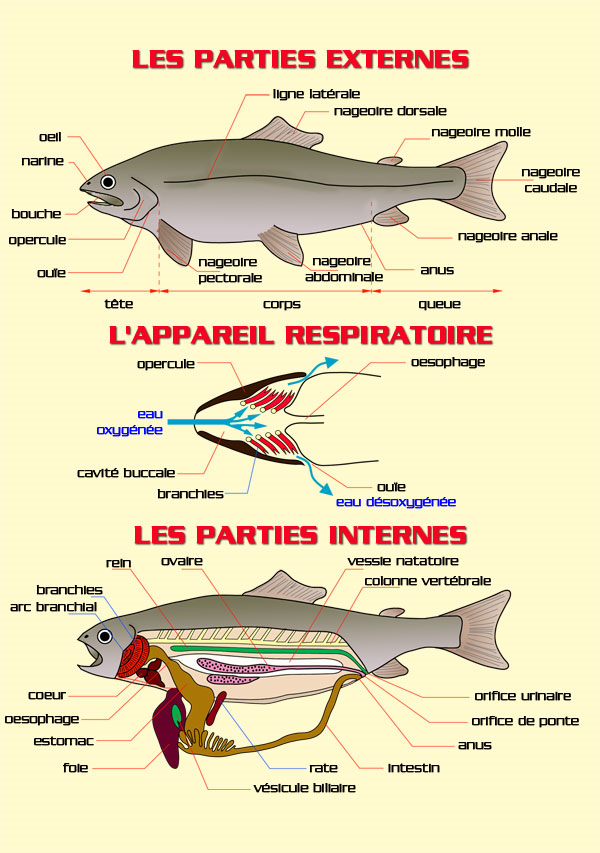 LES PARTIES EXTERNES
ligne latérale
nageoire dorsale
nageoire molle
oeil
narine
nageoire
caudale
bouche
opercule
nageoire anale
ouïe
nageoire
pectorale
nageoire
abdominale
anus
tête
corps
queue
L'APPAREIL RESPIRATOIRE
opercule
oesophage
eau
oxygénée
cavité buccale
branchies
ouïe
eau désoxygénée
LES PARTIES INTERNES
rein
ovaire
vessie natatoire
colonne vertébrale
branchies
arc branchial
coeur
oesophage
estomac
foie
orifice urinaire
orifice de ponte
anus
rate
intestin
vésicule biliaire